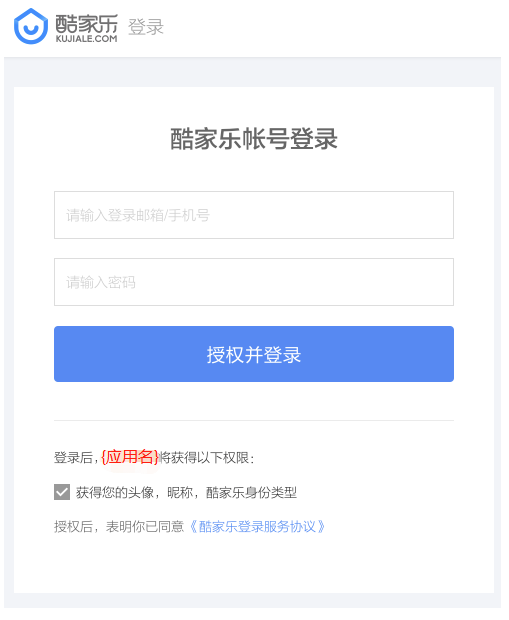 酷家乐 登录
KUJIALE.COM
酷家乐帐号登录
请输入登录邮箱/手机号
请输入密码
授权并登录
登录后，{应用名}将获得以下权限：
获得您的头像，昵称，酷家乐身份类型
授权后，表明你已同意《酷家乐登录服务协议》